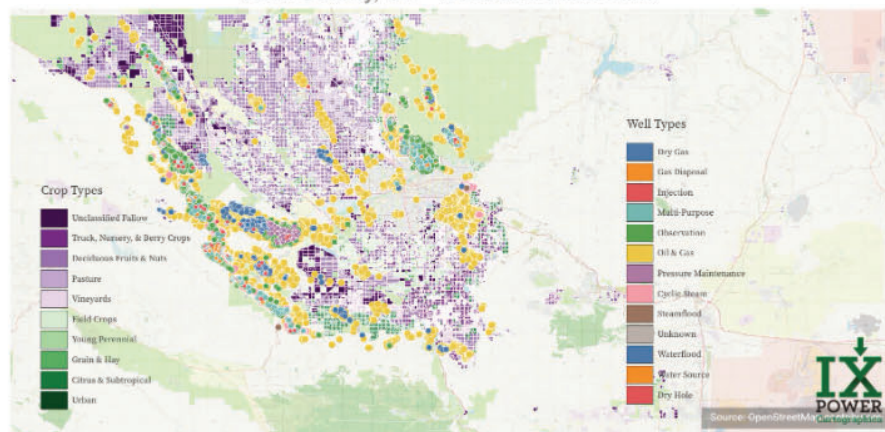 Well Types
Dry Gas
Gas Disposal
Injection
Multi-Purpose
Observation
Oil & Gas
Pressure Maintenance
Cyclic Steam
Steamflood
Unknown
Waterflood
Water Source
Dry Hole
Crop Types
Unclassified Fallow
Truck, Nursery, & Berry Crops
Deciduous Fruits & Nuts
Pasture
Vineyards
Field Crops
Young Perennial
Grain & Hay
Citrus & Subtropical
Urban
IX
POWER
Source: OpenStreetMap